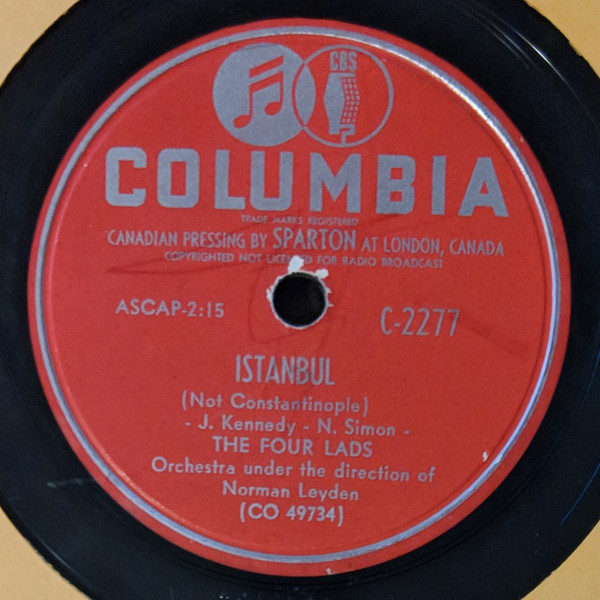 CBS
COLUMBIA
TRADE MARKS REGISTERED
CANADIAN PRESSING BY SPARTON AT LONDON, CANADA
COPYRIGHTED NOT LICENSED FOR RADIO BROADCAST
ASCAP-2:15
C-2277
ISTANBUL
(Not Constantinople)
- J. Kennedy - N. Simon -
THE FOUR LADS
Orchestra under the direction of
Norman Leyden
(CO 49734)